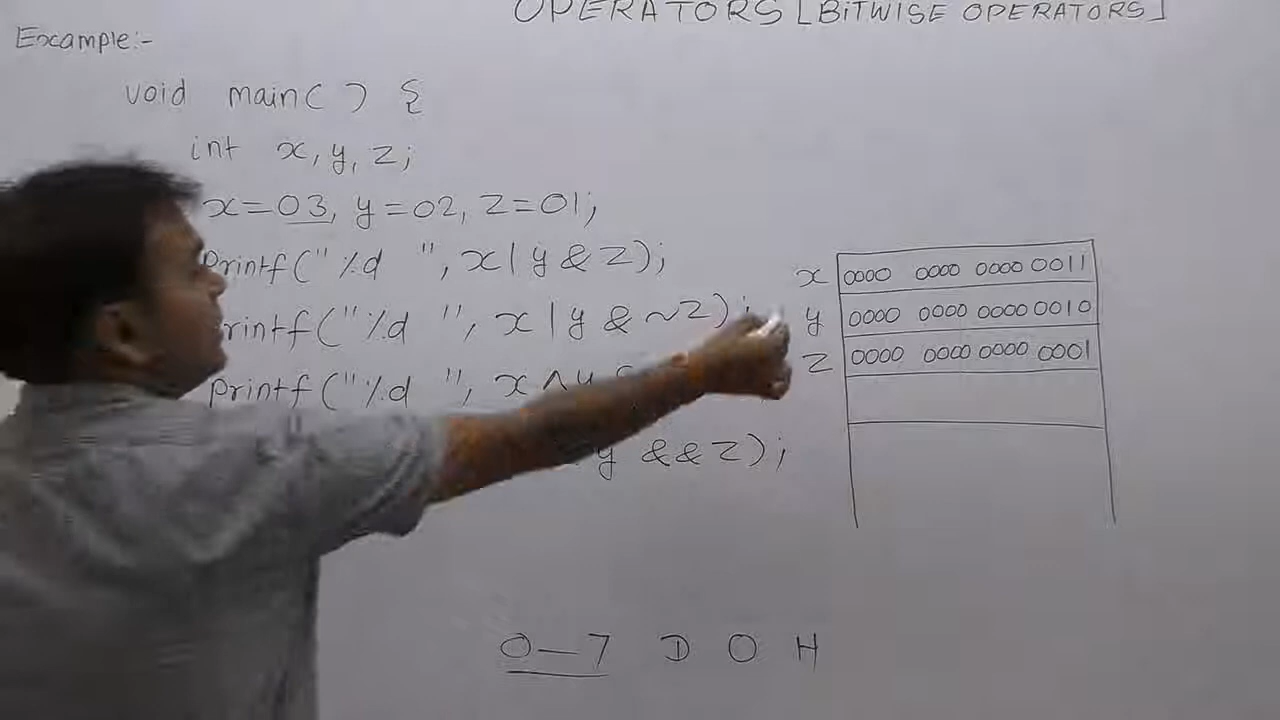 OPERATORS [BITWISE OPERATORS]
Example:-
void main() {
int x, y, z;
x=03, y=02, z=01;
Printf("%d ", x | y & z);
Printf("%d ", x | y & ~z);
Printf("%d ", x ^ y &
y && z);
x 0000 0000 0000 0011
y 0000 0000 0000 0010
z 0000 0000 0000 0001
0—7 D O H